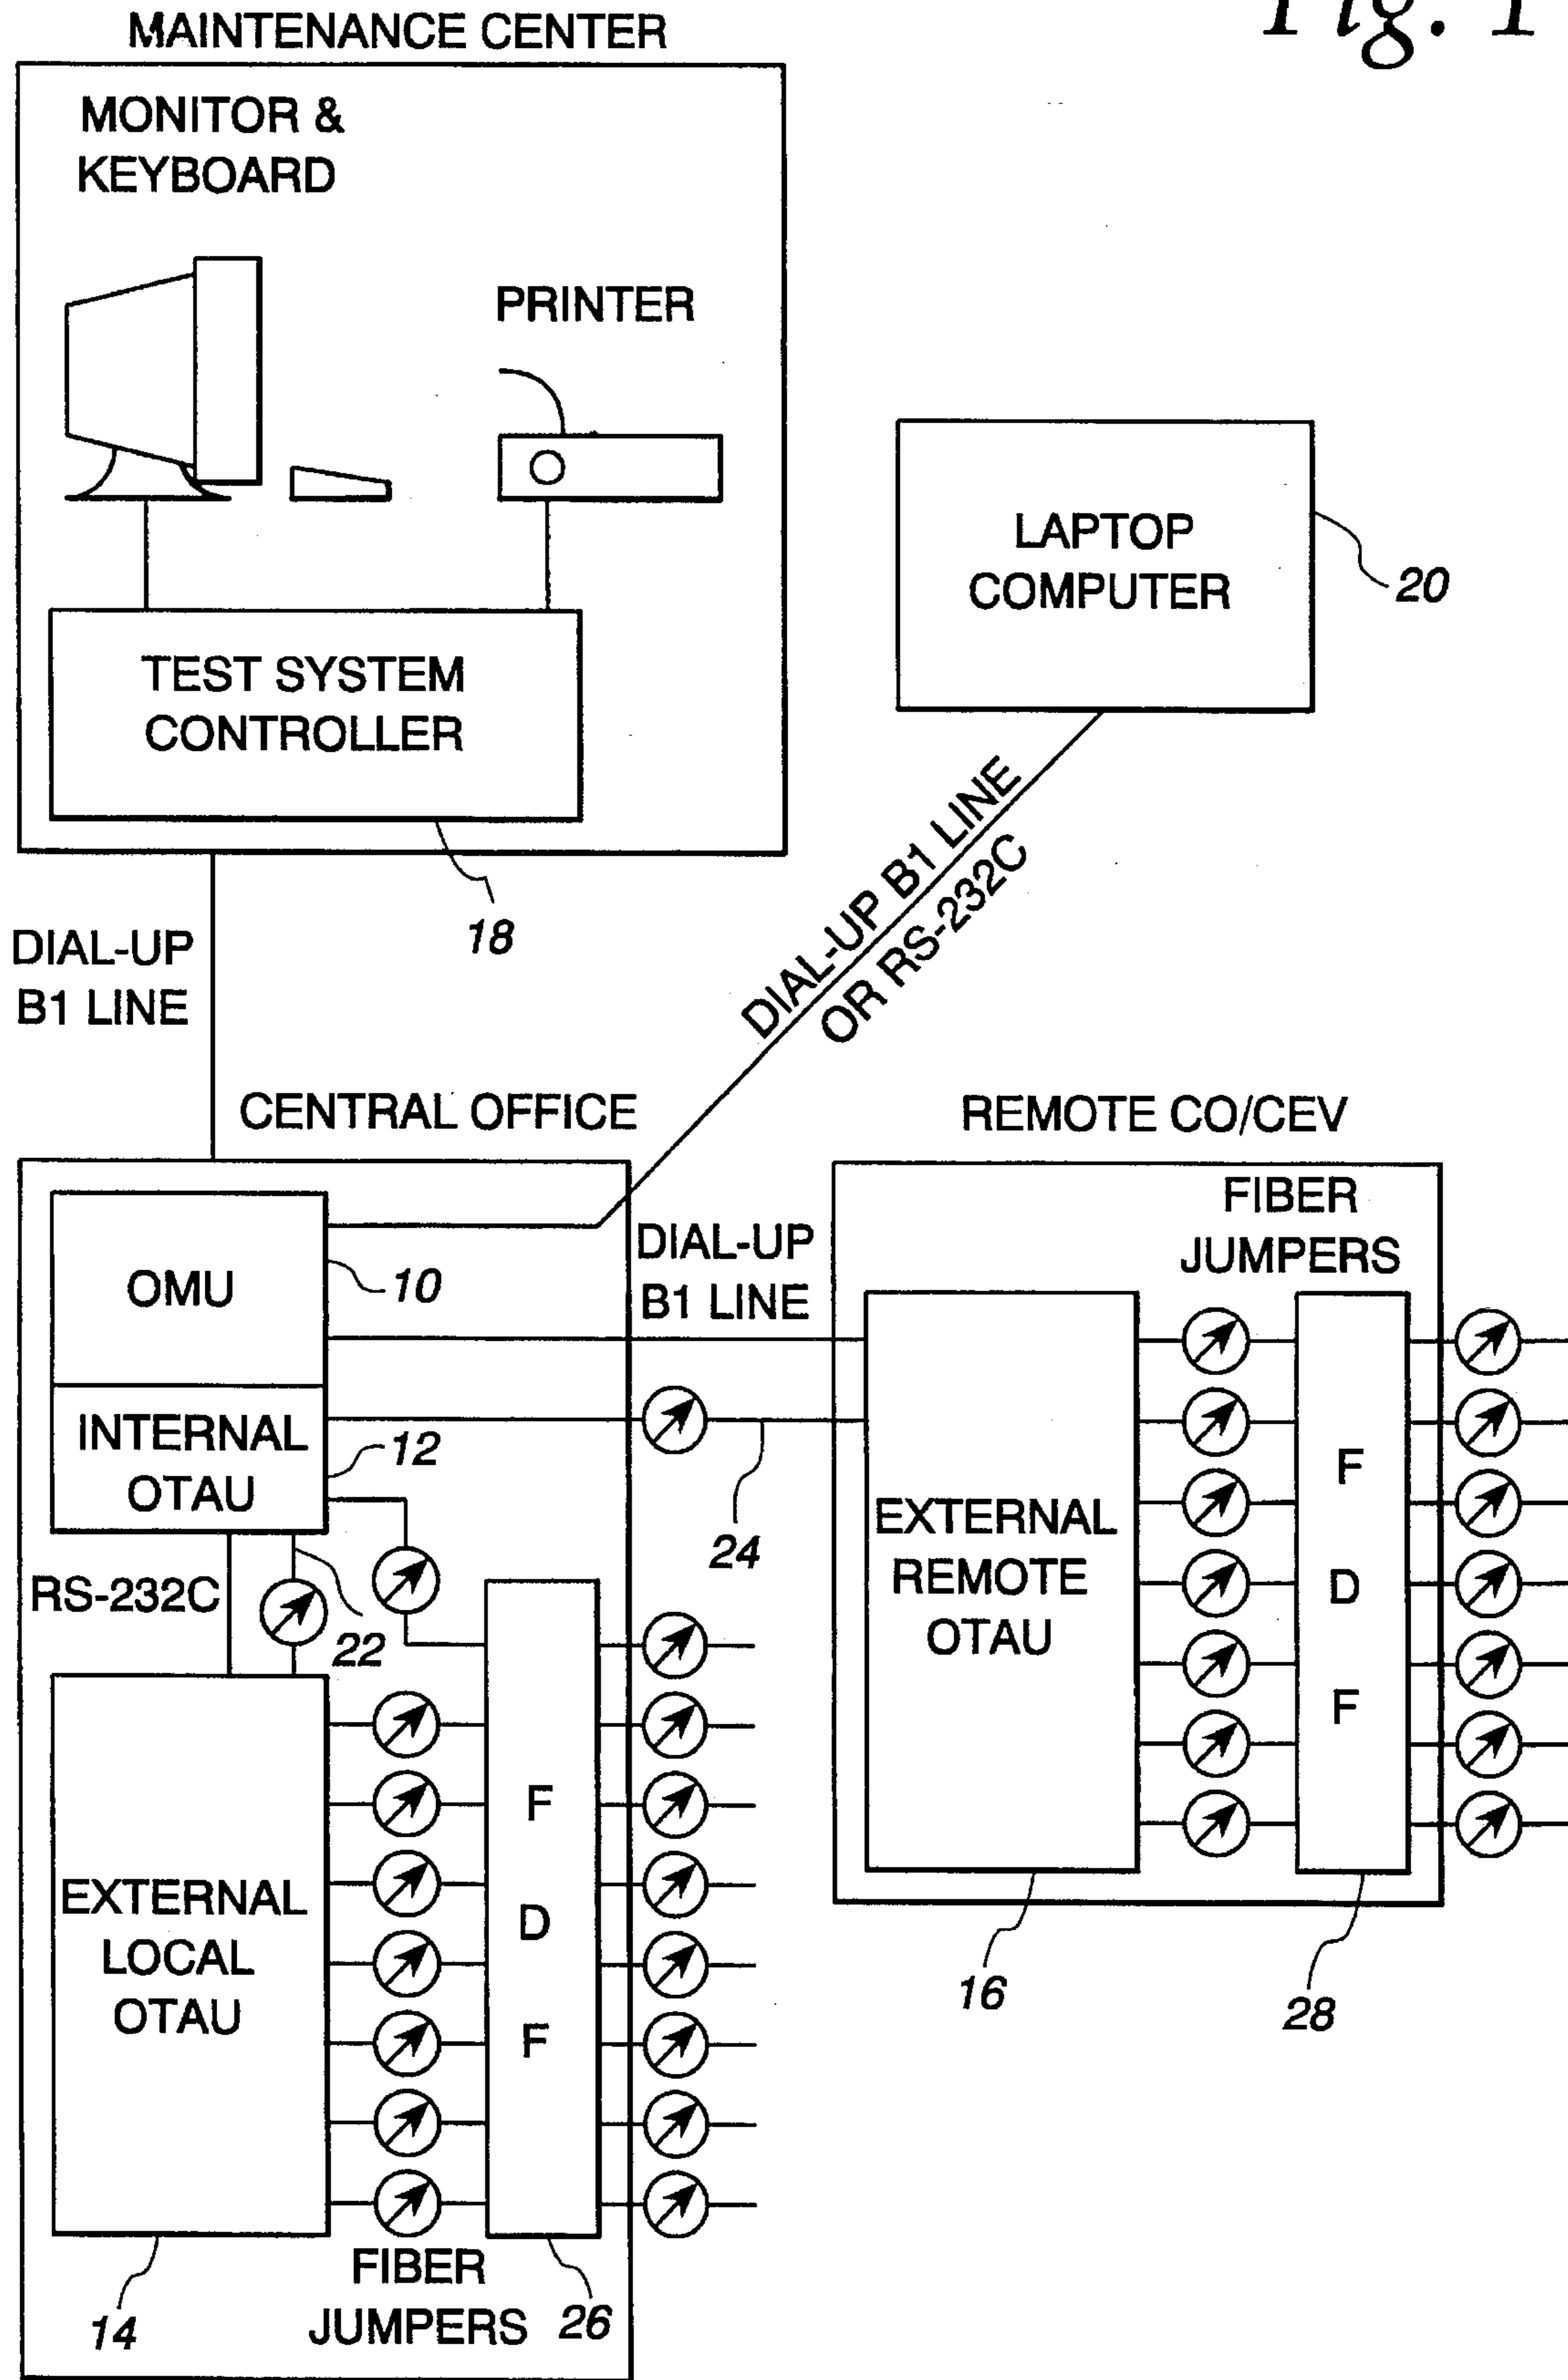 Fig. 1
MAINTENANCE CENTER
MONITOR &
KEYBOARD
PRINTER
TEST SYSTEM
CONTROLLER
18
LAPTOP
COMPUTER
20
DIAL-UP
B1 LINE
DIAL-UP B1 LINE
OR RS-232C
CENTRAL OFFICE
OMU
10
INTERNAL
OTAU
12
DIAL-UP
B1 LINE
24
RS-232C
22
EXTERNAL
LOCAL
OTAU
14
F
D
F
FIBER
JUMPERS
26
REMOTE CO/CEV
FIBER
JUMPERS
EXTERNAL
REMOTE
OTAU
16
F
D
F
28